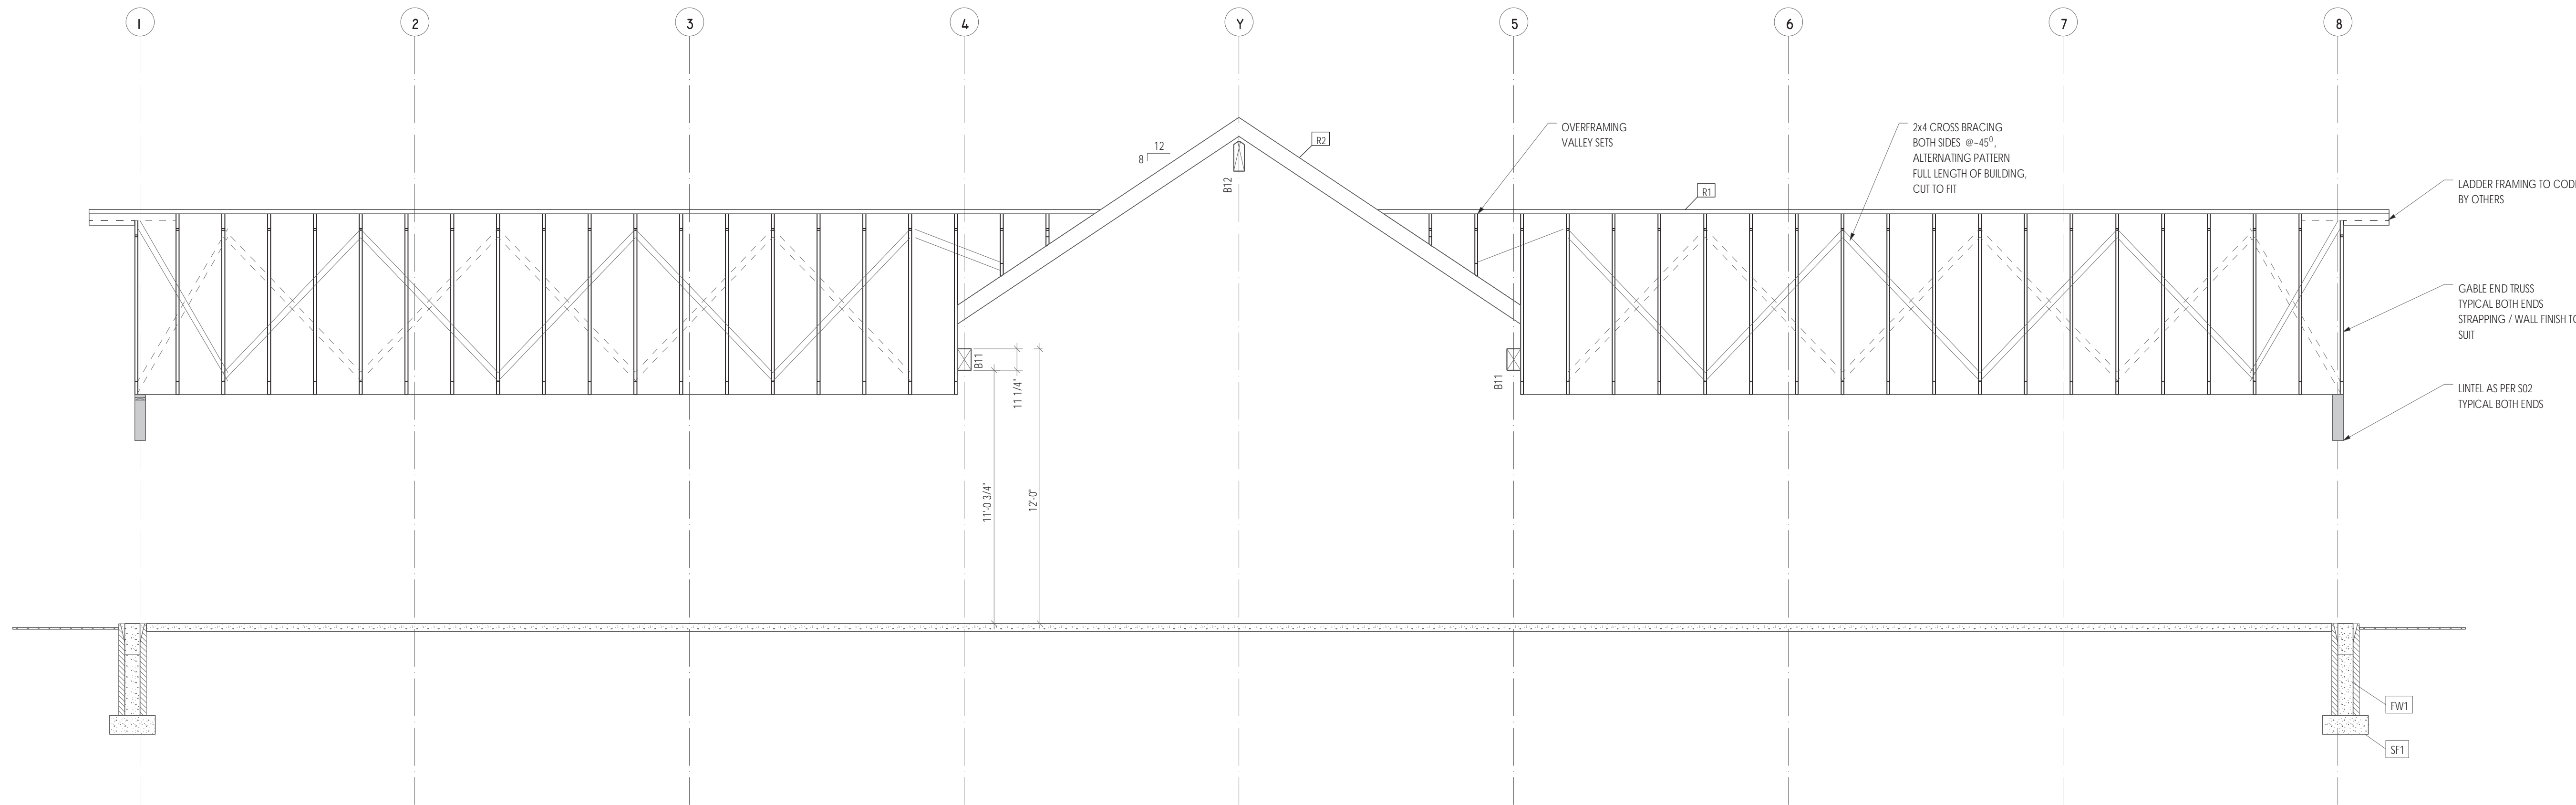 1
2
3
4
Y
5
6
7
8
12
8
R2
B12
OVERFRAMING
VALLEY SETS
R1
2x4 CROSS BRACING
BOTH SIDES @~45⁰,
ALTERNATING PATTERN
FULL LENGTH OF BUILDING,
CUT TO FIT
LADDER FRAMING TO COD
BY OTHERS
GABLE END TRUSS
TYPICAL BOTH ENDS
STRAPPING / WALL FINISH TO
SUIT
LINTEL AS PER S02
TYPICAL BOTH ENDS
B11
11 1/4"
B11
11'-0 3/4"
12'-0"
FW1
SF1